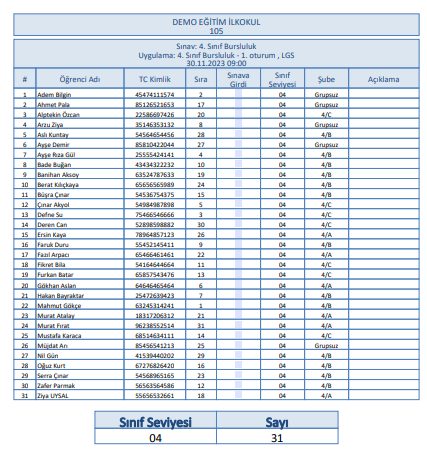 DEMO EĞİTİM İLKOKUL
105
Sınav: 4. Sınıf Bursluluk
Uygulama: 4. Sınıf Bursluluk - 1. oturum , LGS
30.11.2023 09:00
# Öğrenci Adı TC Kimlik Sıra Sınava Girdi Sınıf Seviyesi Şube Açıklama
1 Adem Bilgin 45474111574 2 04 Grupsuz
2 Ahmet Pala 85126521653 17 04 Grupsuz
3 Alptekin Özcan 22586697426 20 04 4/C
4 Arzu Ziya 35146353132 8 04 Grupsuz
5 Aslı Kuntay 54564654456 28 04 4/B
6 Ayşe Demir 85810422044 27 04 Grupsuz
7 Ayşe Rıza Gül 25555424141 4 04 4/B
8 Bade Buğan 43434322232 10 04 4/B
9 Banihan Aksoy 63524787633 19 04 4/B
10 Berat Kılıçkaya 65656565989 24 04 4/B
11 Büşra Çınar 54536754375 15 04 4/B
12 Çınar Akyol 54984987898 5 04 4/C
13 Defne Su 75466546666 3 04 4/C
14 Deren Can 52898598882 30 04 4/C
15 Ersin Kaya 78964857123 26 04 4/A
16 Faruk Duru 55452145411 9 04 4/B
17 Fazıl Arpacı 65466461461 22 04 4/A
18 Fikret Bila 54164644664 11 04 4/C
19 Furkan Batar 65857543476 13 04 4/C
20 Gökhan Aslan 64646465464 6 04 4/A
21 Hakan Bayraktar 25472639423 7 04 4/B
22 Mahmut Gökçe 63245314241 1 04 4/B
23 Murat Atalay 18317206312 21 04 4/A
24 Murat Fırat 96238552514 31 04 4/A
25 Mustafa Karaca 68514634111 14 04 4/C
26 Müjdat Arı 85456541213 25 04 Grupsuz
27 Nil Gün 41539440202 29 04 4/B
28 Oğuz Kurt 67276826420 16 04 4/B
29 Serra Çınar 54568965165 23 04 4/B
30 Zafer Parmak 56563564586 12 04 4/B
31 Ziya UYSAL 55656532661 18 04 4/A
Sınıf Seviyesi Sayı
04 31